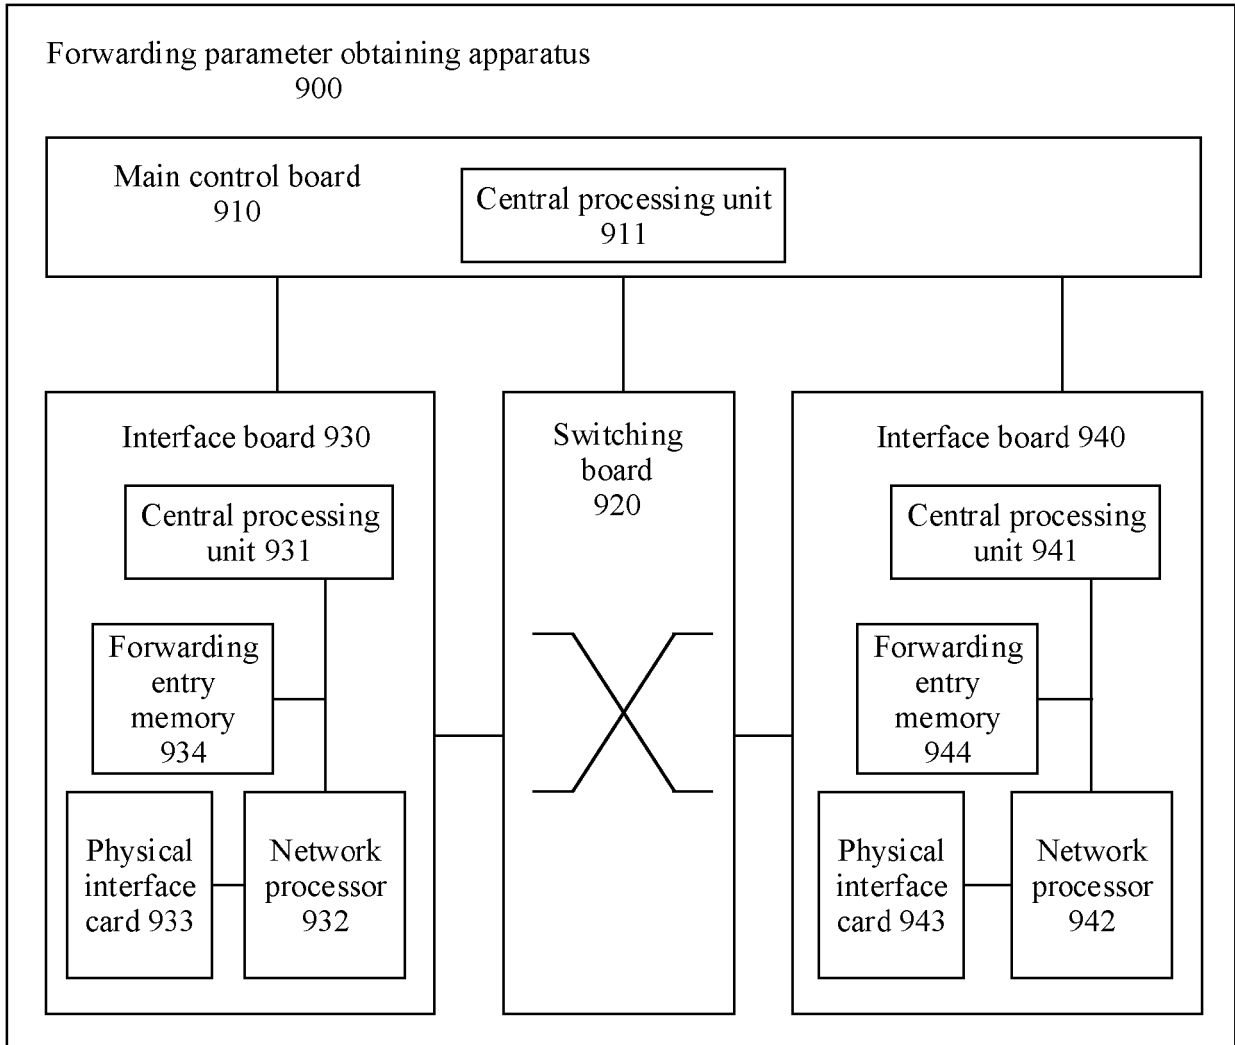 Forwarding parameter obtaining apparatus
900
Main control board
910
Central processing unit
911
Interface board 930
Central processing
unit 931
Forwarding
entry
memory
934
Physical
interface
card 933
Network
processor
932
Switching
board
920
Interface board 940
Central processing
unit 941
Forwarding
entry
memory
944
Physical
interface
card 943
Network
processor
942